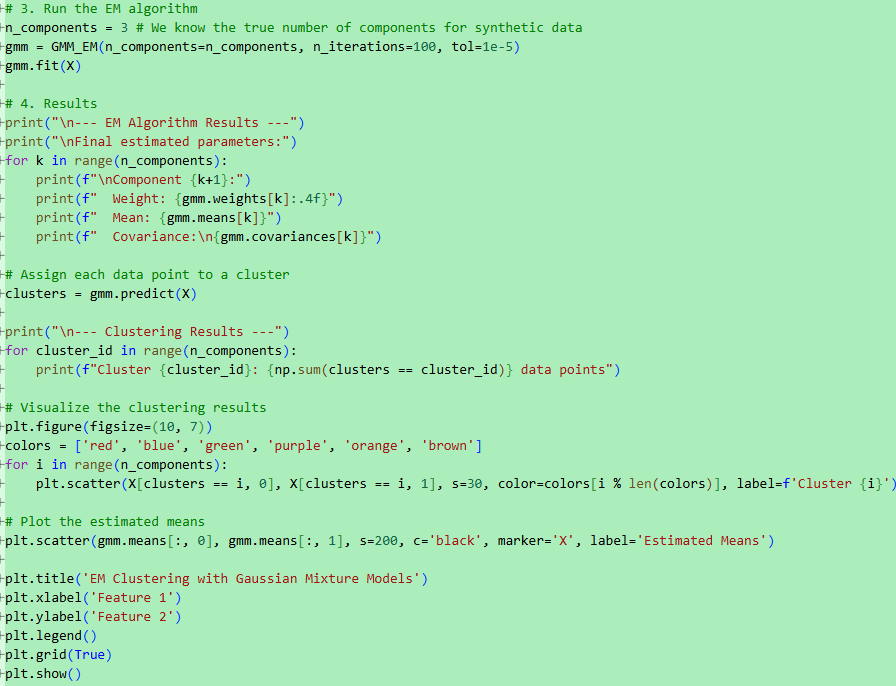 +# 3. Run the EM algorithm
+n_components = 3 # We know the true number of components for synthetic data
+gmm = GMM_EM(n_components=n_components, n_iterations=100, tol=1e-5)
+gmm.fit(X)
+
+# 4. Results
+print("\n--- EM Algorithm Results ---")
+print("\nFinal estimated parameters:")
+for k in range(n_components):
+    print(f"\nComponent {k+1}:")
+    print(f"  Weight: {gmm.weights[k]:.4f}")
+    print(f"  Mean: {gmm.means[k]}")
+    print(f"  Covariance:\n{gmm.covariances[k]}")
+
+# Assign each data point to a cluster
+clusters = gmm.predict(X)
+
+print("\n--- Clustering Results ---")
+for cluster_id in range(n_components):
+    print(f"Cluster {cluster_id}: {np.sum(clusters == cluster_id)} data points")
+
+# Visualize the clustering results
+plt.figure(figsize=(10, 7))
+colors = ['red', 'blue', 'green', 'purple', 'orange', 'brown']
+for i in range(n_components):
+    plt.scatter(X[clusters == i, 0], X[clusters == i, 1], s=30, color=colors[i % len(colors)], label=f'Cluster {i}')
+
+# Plot the estimated means
+plt.scatter(gmm.means[:, 0], gmm.means[:, 1], s=200, c='black', marker='X', label='Estimated Means')
+
+plt.title('EM Clustering with Gaussian Mixture Models')
+plt.xlabel('Feature 1')
+plt.ylabel('Feature 2')
+plt.legend()
+plt.grid(True)
+plt.show()